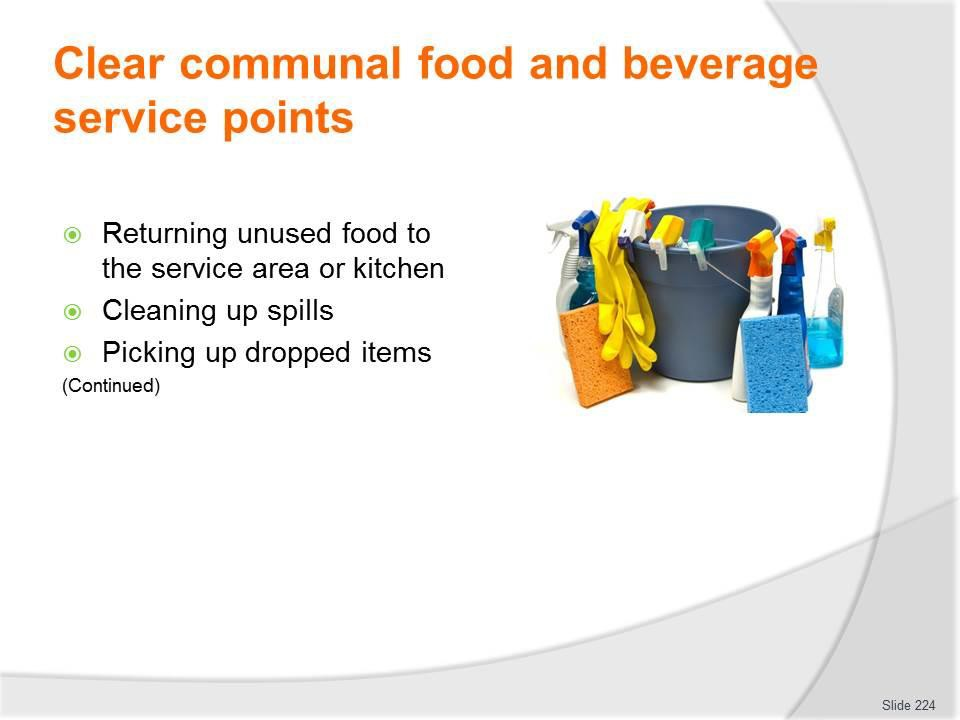 Clear communal food and beverage
service points
Returning unused food to
the service area or kitchen
Cleaning up spills
Picking up dropped items
(Continued)
Slide 224